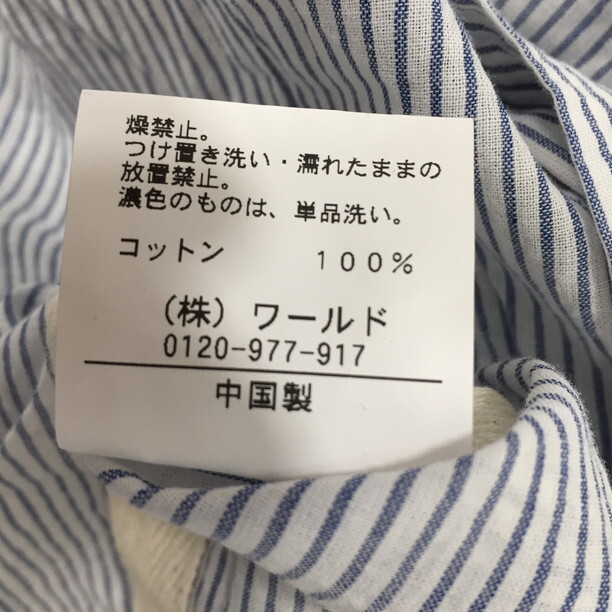 燥禁止。
つけ置き洗い・濡れたままの
放置禁止。
濃色のものは、単品洗い。
コットン　　　１００％
（株）ワールド
0120-977-917
中国製